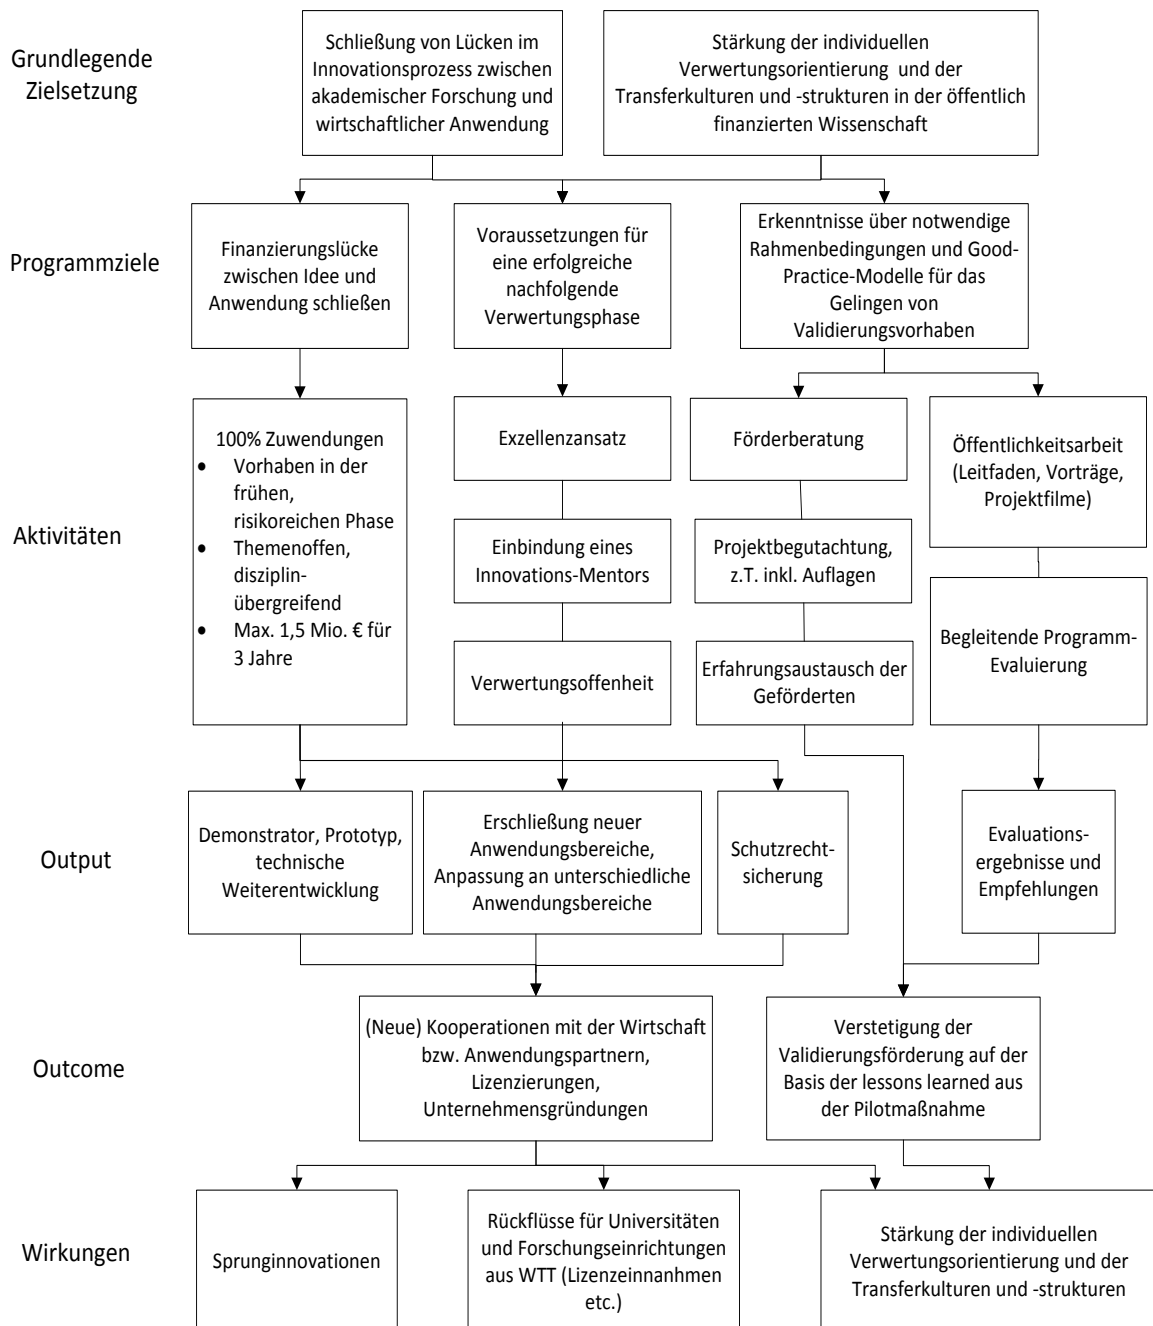 Grundlegende
Zielsetzung
Schließung von Lücken im
Innovationsprozess zwischen
akademischer Forschung und
wirtschaftlicher Anwendung
Stärkung der individuellen
Verwertungsorientierung und der
Transferkulturen und -strukturen in der öffentlich
finanzierten Wissenschaft
Programmziele
Finanzierungslücke
zwischen Idee und
Anwendung schließen
Voraussetzungen für
eine erfolgreiche
nachfolgende
Verwertungsphase
Erkenntnisse über notwendige
Rahmenbedingungen und Good-
Practice-Modelle für das
Gelingen von
Validierungsvorhaben
Aktivitäten
100% Zuwendungen
• Vorhaben in der
frühen,
risikoreichen Phase
• Themenoffen,
disziplin-
übergreifend
• Max. 1,5 Mio. € für
3 Jahre
Exzellenzansatz
Einbindung eines
Innovations-Mentors
Verwertungsoffenheit
Förderberatung
Projektbegutachtung,
z.T. inkl. Auflagen
Erfahrungsaustausch der
Geförderten
Öffentlichkeitsarbeit
(Leitfaden, Vorträge,
Projektfilme)
Begleitende Programm-
Evaluierung
Output
Demonstrator, Prototyp,
technische
Weiterentwicklung
Erschließung neuer
Anwendungsbereiche,
Anpassung an unterschiedliche
Anwendungsbereiche
Schutzrecht-
sicherung
Evaluations-
ergebnisse und
Empfehlungen
Outcome
(Neue) Kooperationen mit der Wirtschaft
bzw. Anwendungspartnern,
Lizenzierungen,
Unternehmensgründungen
Verstetigung der
Validierungsförderung auf der
Basis der lessons learned aus
der Pilotmaßnahme
Wirkungen
Sprunginnovationen
Rückflüsse für Universitäten
und Forschungseinrichtungen
aus WTT (Lizenzeinnanhmen
etc.)
Stärkung der individuellen
Verwertungsorientierung und der
Transferkulturen und -strukturen